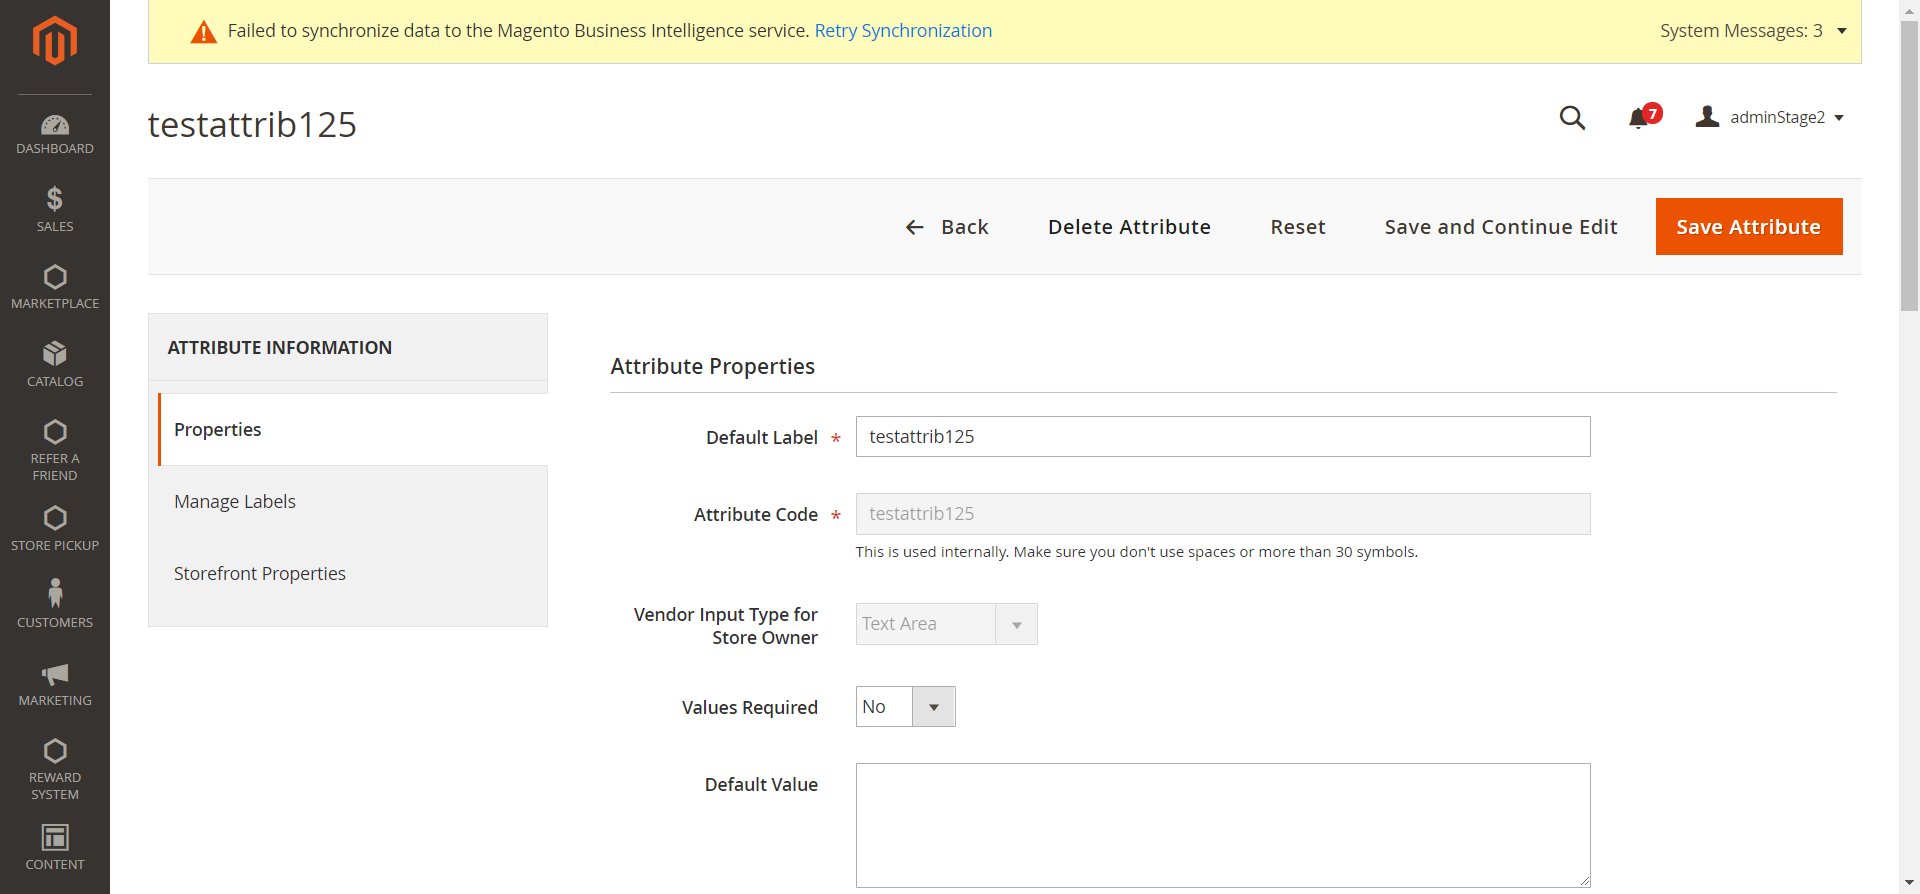 Failed to synchronize data to the Magento Business Intelligence service. Retry Synchronization
System Messages: 3
testattrib125
7
adminStage2
Back
Delete Attribute
Reset
Save and Continue Edit
Save Attribute
DASHBOARD
SALES
MARKETPLACE
CATALOG
REFER A
FRIEND
STORE PICKUP
CUSTOMERS
MARKETING
REWARD
SYSTEM
CONTENT
ATTRIBUTE INFORMATION
Properties
Manage Labels
Storefront Properties
Attribute Properties
Default Label *
testattrib125
Attribute Code *
testattrib125
This is used internally. Make sure you don't use spaces or more than 30 symbols.
Vendor Input Type for
Store Owner
Text Area
Values Required
No
Default Value